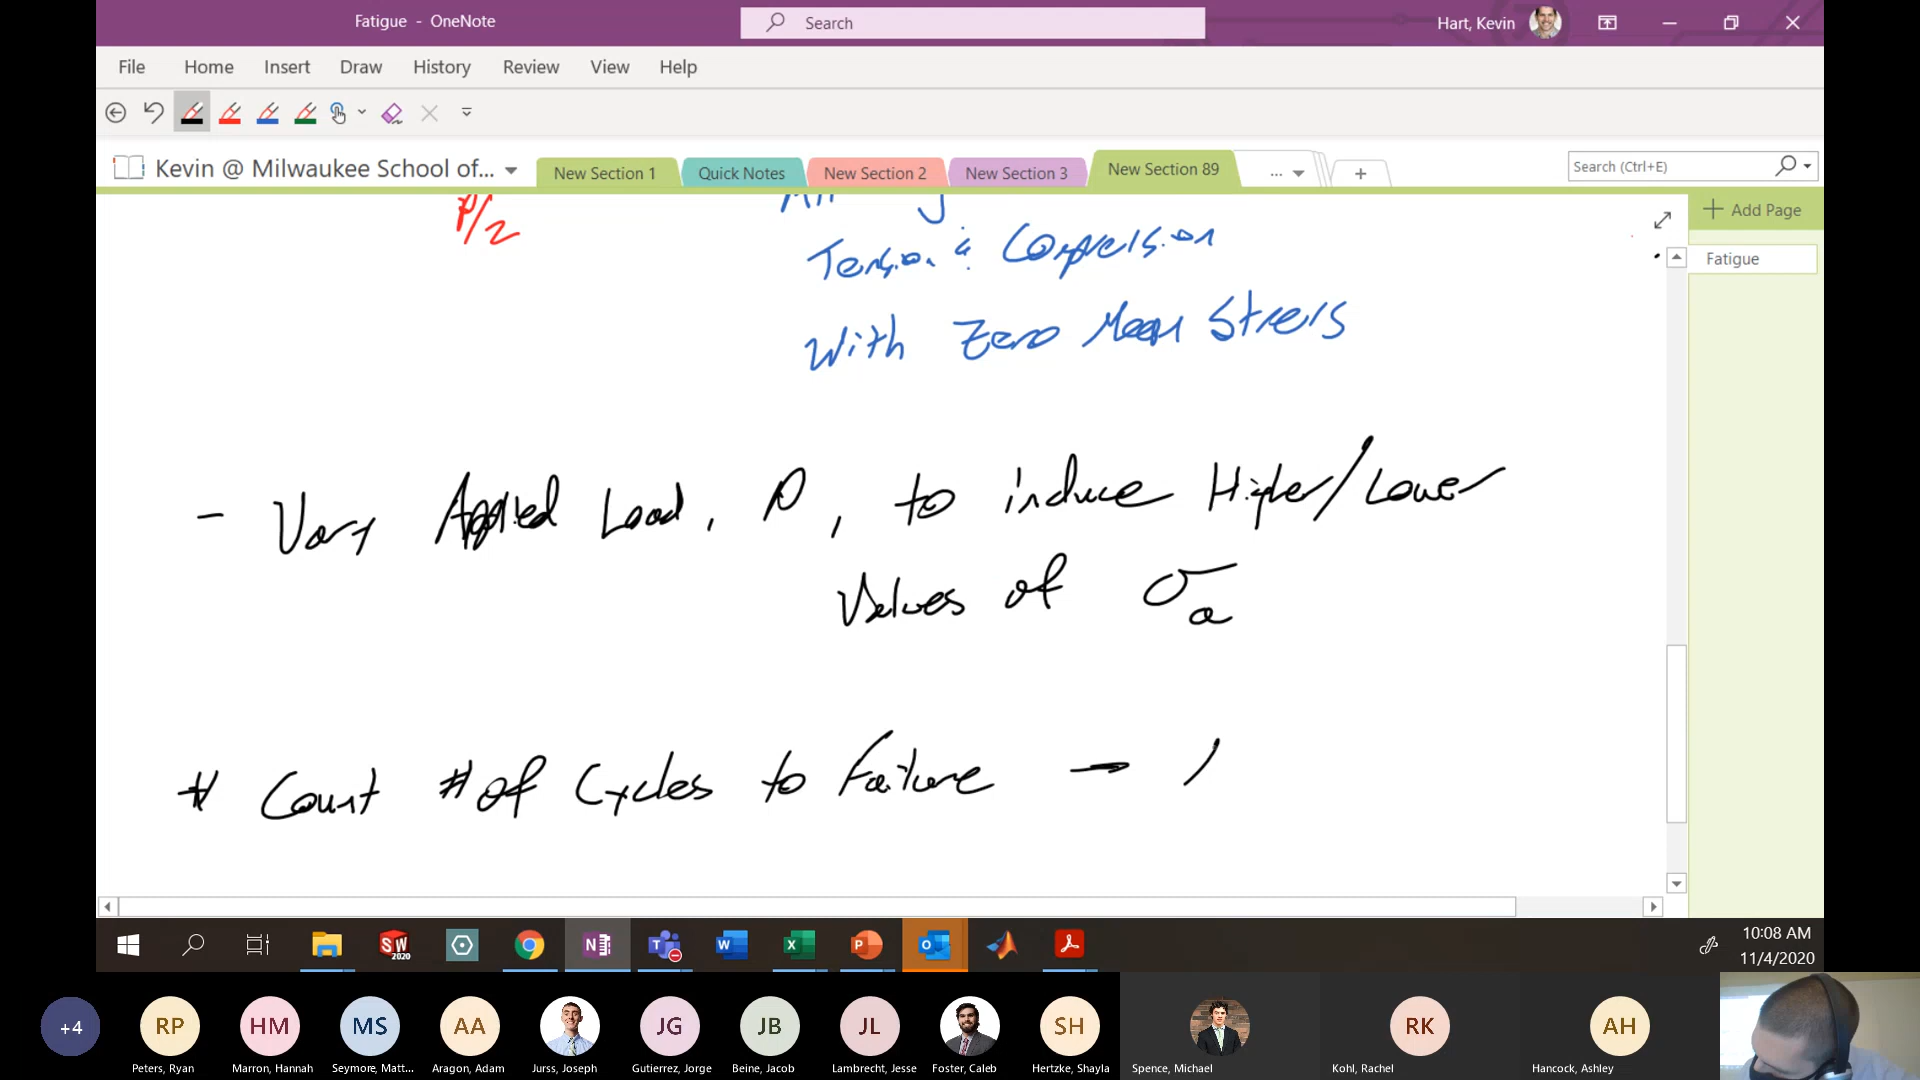 Fatigue - OneNote
Search
Hart, Kevin
File Home Insert Draw History Review View Help
Kevin @ Milwaukee School of...
New Section 1
Quick Notes
New Section 2
New Section 3
New Section 89
...
Search (Ctrl+E)
Add Page
Fatigue
P/2
Tension & Compression
With Zero Mean Stress
- Vary Applied Load, P, to induce Higher/Lower
Values of σa
* Count # of Cycles to Failure →
SW
2020
10:08 AM
11/4/2020
+4
RP
HM
MS
AA
JG
JB
JL
SH
RK
AH
Peters, Ryan
Marron, Hannah
Seymore, Matt...
Aragon, Adam
Jurss, Joseph
Gutierrez, Jorge
Beine, Jacob
Lambrecht, Jesse
Foster, Caleb
Hertzke, Shayla
Spence, Michael
Kohl, Rachel
Hancock, Ashley